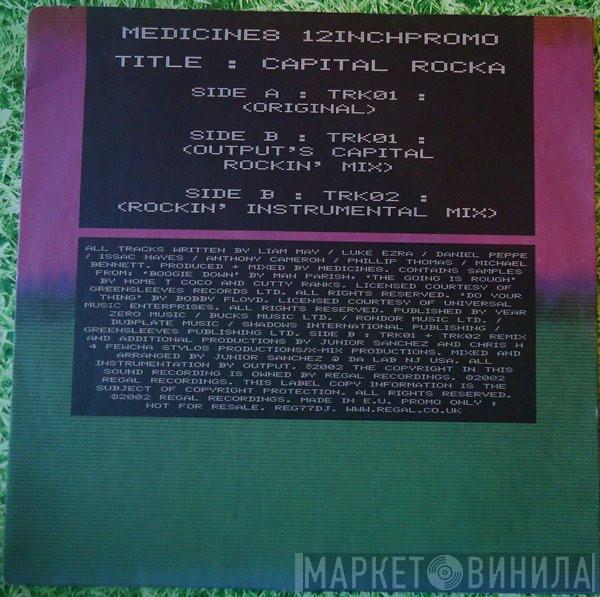 MEDICINE8 12INCHPROMO
TITLE : CAPITAL ROCKA
SIDE A : TRK01 :
(ORIGINAL)
SIDE B : TRK01 :
(OUTPUT'S CAPITAL
ROCKIN' MIX)
SIDE B : TRK02 :
(ROCKIN' INSTRUMENTAL MIX)
ALL TRACKS WRITTEN BY LIAM MAY / LUKE EZRA / DANIEL PEPPE
/ ISSAC HAYES / ANTHONY CAMERON / PHILLIP THOMAS / MICHAEL
BENNETT. PRODUCED + MIXED BY MEDICINE8. CONTAINS SAMPLES
FROM: 'BOOGIE DOWN' BY MAN PARISH, 'THE GOING IS ROUGH'
BY HOME T COCO AND CUTTY RANKS. LICENSED COURTESY OF
GREENSLEEVES RECORDS LTD. ALL RIGHTS RESERVED. 'DO YOUR
THING' BY BOBBY FLOYD. LICENSED COURTESY OF UNIVERSAL
MUSIC ENTERPRISES. ALL RIGHTS RESERVED. PUBLISHED BY YEAR
ZERO MUSIC / BUCKS MUSIC LTD. / RONDOR MUSIC LTD. /
DUBPLATE MUSIC / SHADOWS INTERNATIONAL PUBLISHING /
GREENSLEEVES PUBLISHING LTD. SIDE B : TRK01 + TRK02 REMIX
AND ADDITIONAL PRODUCTIONS BY JUNIOR SANCHEZ AND CHRIS H
4 FEWCHA STYLOS PRODUCTIONS/X-MIX PRODUCTIONS. MIXED AND
ARRANGED BY JUNIOR SANCHEZ @ DA LAB NJ USA. ALL
INSTRUMENTATION BY OUTPUT. ©2002 THE COPYRIGHT IN THIS
SOUND RECORDING IS OWNED BY REGAL RECORDINGS. ©2002
REGAL RECORDINGS. THIS LABEL COPY INFORMATION IS THE
SUBJECT OF COPYRIGHT PROTECTION. ALL RIGHTS RESERVED.
©2002 REGAL RECORDINGS. MADE IN E.U. PROMO ONLY :
NOT FOR RESALE. REG77DJ. WWW.REGAL.CO.UK
МАРКЕТ ВИНИЛА